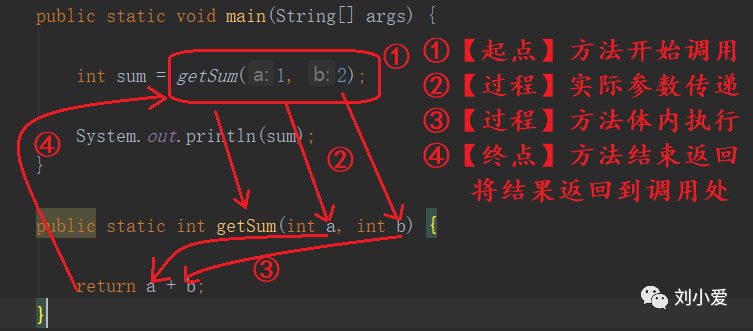 public static void main(String[] args) {
int sum = getSum(a:1, b:2); ①
System.out.println(sum);
④
}
②
public static int getSum(int a, int b) {
③
return a + b;
}
①【起点】方法开始调用
②【过程】实际参数传递
③【过程】方法体内执行
④【终点】方法结束返回
将结果返回到调用处
刘小爱